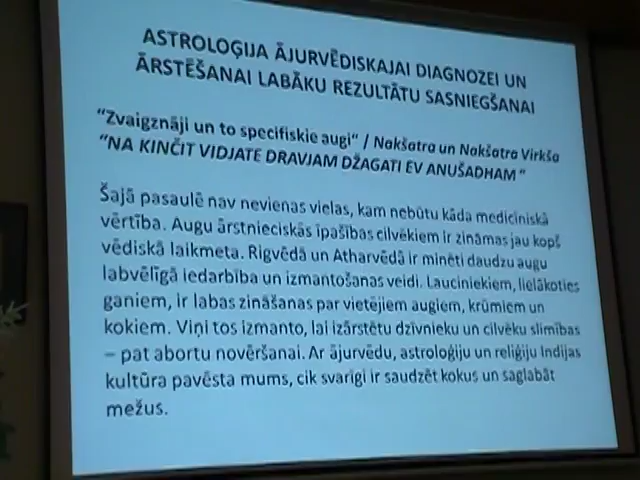 ASTROLOĢIJA ĀJURVĒDISKAJAI DIAGNOZEI UN
ĀRSTĒŠANAI LABĀKU REZULTĀTU SASNIEGŠANAI
“Zvaigznāji un to specifiskie augi“ / Nakšatra un Nakšatra Virkša
“NA KINČIT VIDJATE DRAVJAM DŽAGATI EV ANUŠADHAM “
Šajā pasaulē nav nevienas vielas, kam nebūtu kāda medicīniskā
vērtība. Augu ārstnieciskās īpašības cilvēkiem ir zināmas jau kopš
vēdiskā laikmeta. Rigvēdā un Atharvēdā ir minēti daudzu augu
labvēlīgā iedarbība un izmantošanas veidi. Lauciniekiem, lielākoties
ganiem, ir labas zināšanas par vietējiem augiem, krūmiem un
kokiem. Viņi tos izmanto, lai izārstētu dzīvnieku un cilvēku slimības
– pat abortu novēršanai. Ar ājurvēdu, astroloģiju un reliģiju Indijas
kultūra pavēsta mums, cik svarīgi ir saudzēt kokus un saglabāt
mežus.